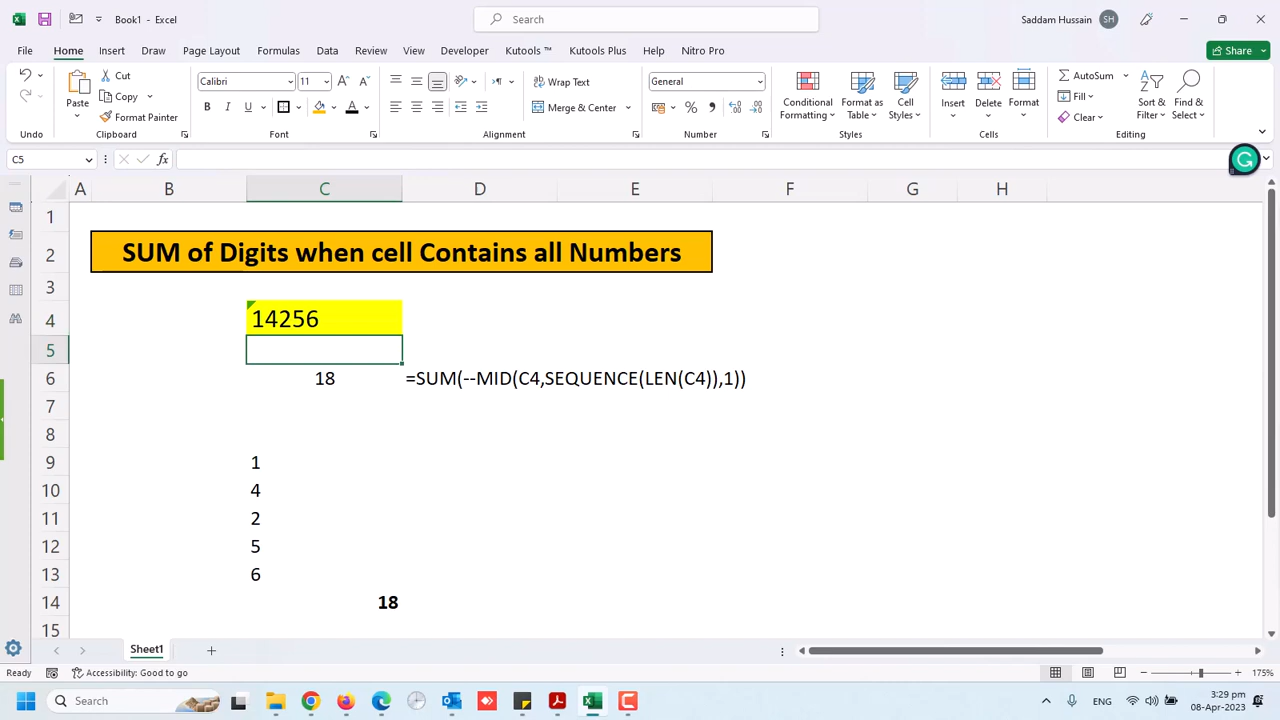 Book1 - Excel
Search
Saddam Hussain
SH
File Home Insert Draw Page Layout Formulas Data Review View Developer Kutools ™ Kutools Plus Help Nitro Pro
Share
Paste
Cut
Copy
Format Painter
Calibri
11
B I U
Wrap Text
Merge & Center
General
Conditional Formatting
Format as Table
Cell Styles
Insert
Delete
Format
AutoSum
Fill
Clear
Sort & Filter
Find & Select
Undo Clipboard Font Alignment Number Styles Cells Editing
C5
fx
A B C D E F G H
1
2 SUM of Digits when cell Contains all Numbers
3
4 14256
5
6 18 =SUM(--MID(C4,SEQUENCE(LEN(C4)),1))
7
8
9 1
10 4
11 2
12 5
13 6
14 18
15
Sheet1
Ready
Accessibility: Good to go
175%
Search
ENG
3:29 pm
08-Apr-2023